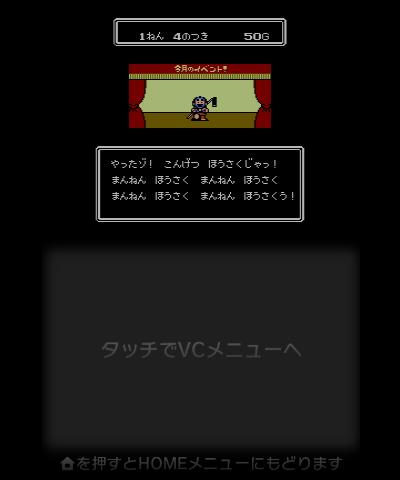 1ねん 4のつき 50G
今月のイベント!!
やったゾ! こんげつ ほうさくじゃっ!
まんねん ほうさく まんねん ほうさく
まんねん ほうさく まんねん ほうさくう!
タッチでVCメニューへ
を押すとHOMEメニューにもどります